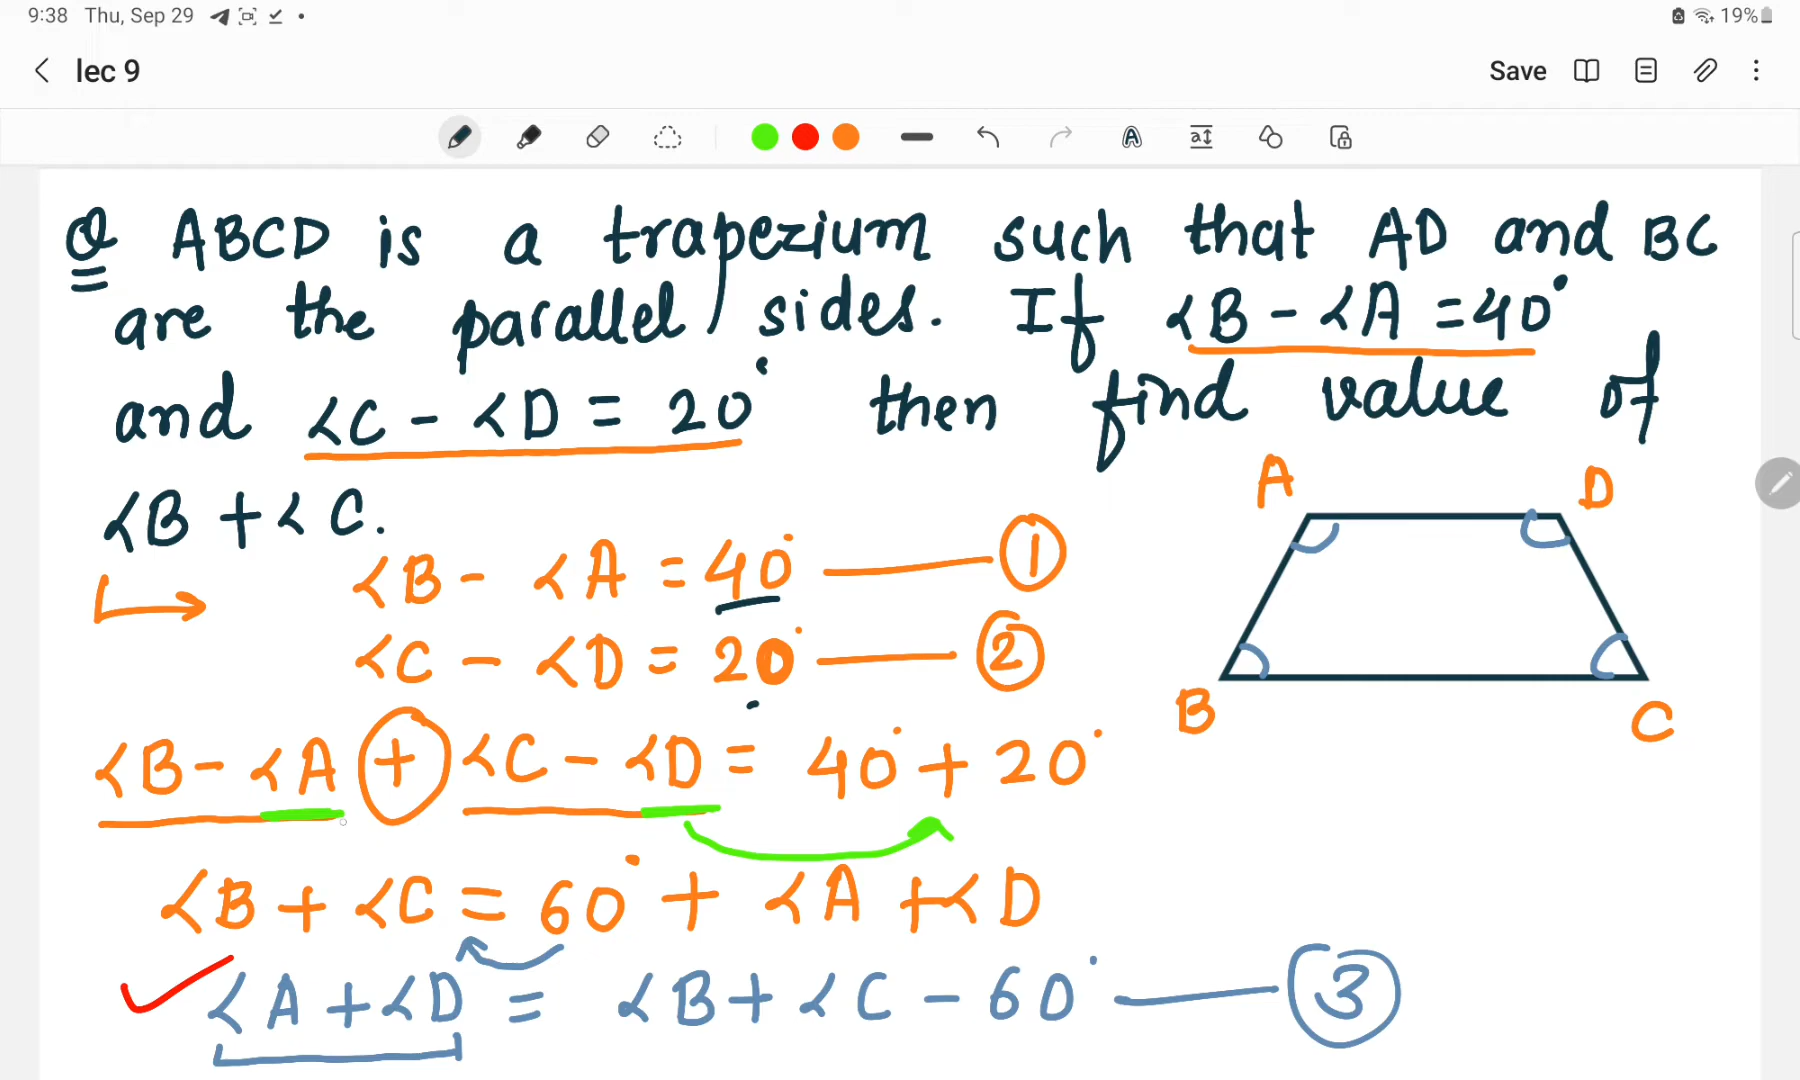 9:38 Thu, Sep 29
19%
lec 9
Save
Q ABCD is a trapezium such that AD and BC
are the parallel sides. If ∠B - ∠A = 40°
and ∠C - ∠D = 20° then find value of
∠B + ∠C.
A D
∠B - ∠A = 40° ——— ①
∠C - ∠D = 20° ——— ②
B C
∠B - ∠A + ∠C - ∠D = 40° + 20°
∠B + ∠C = 60° + ∠A + ∠D
∠A + ∠D = ∠B + ∠C - 60° ——— ③